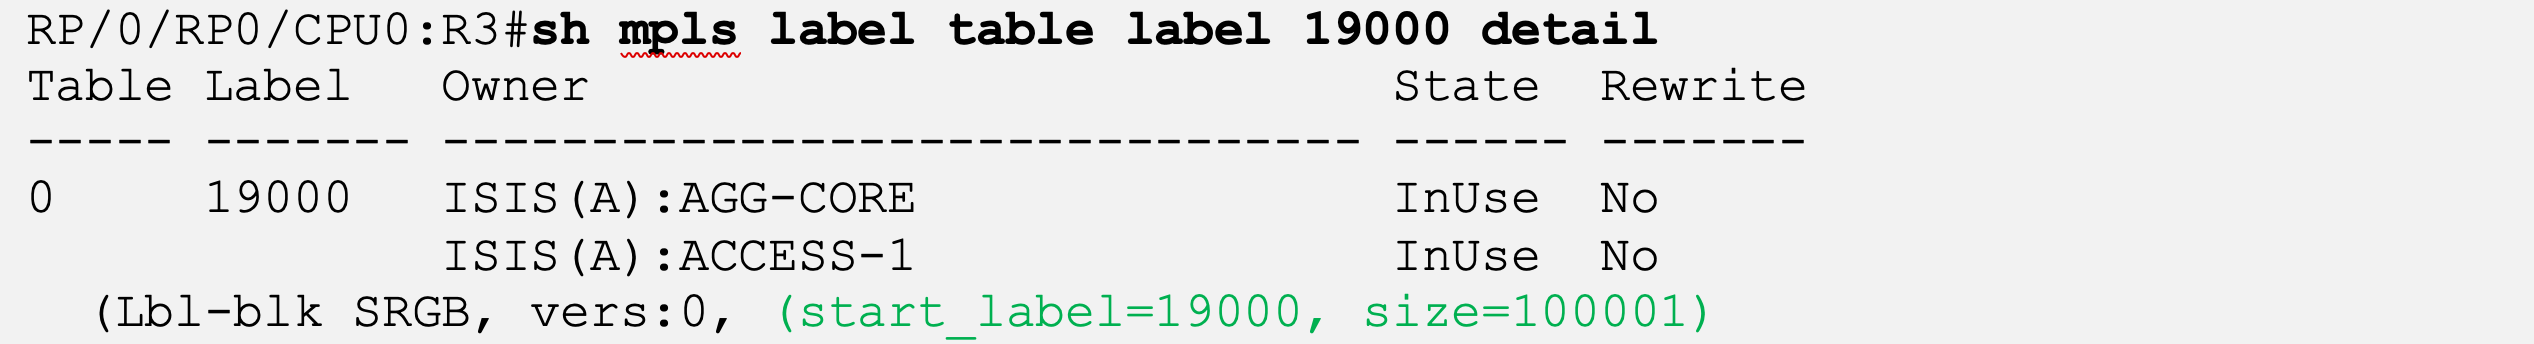 RP/0/RP0/CPU0:R3#sh mpls label table label 19000 detail
Table Label   Owner                           State  Rewrite
----- ------- ------------------------------- ------ -------
0     19000   ISIS(A):AGG-CORE                InUse  No
              ISIS(A):ACCESS-1                InUse  No
  (Lbl-blk SRGB, vers:0, (start_label=19000, size=100001)